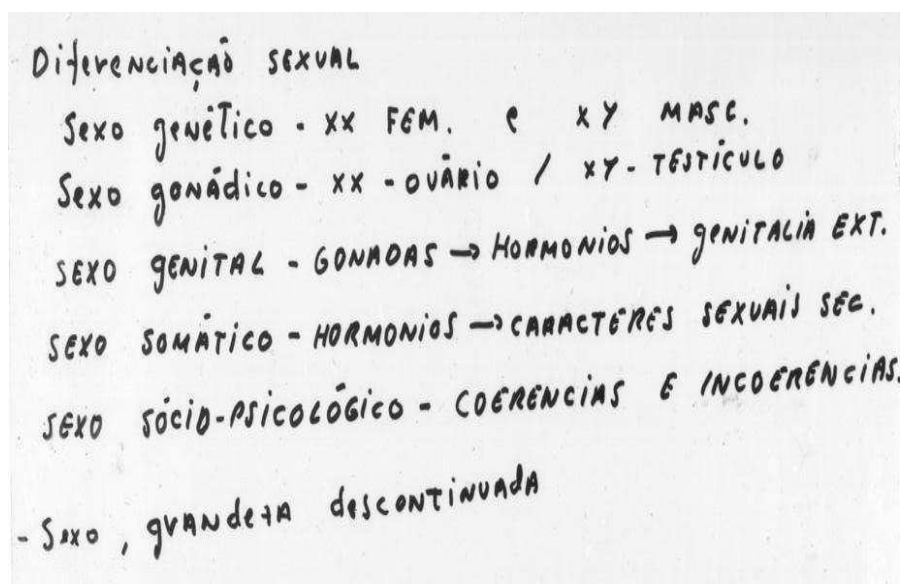 Diferenciação sexual
Sexo genético - XX FEM. e XY MASC.
Sexo gonádico - XX - OVÁRIO / XY - TESTÍCULO
SEXO GENITAL - GONADAS → HORMONIOS → GENITALIA EXT.
SEXO SOMÁTICO - HORMONIOS → CARACTERES SEXUAIS SEC.
SEXO SÓCIO-PSICOLÓGICO - COERENCIAS E INCOERENCIAS.
- Sexo, grandeza descontinuada